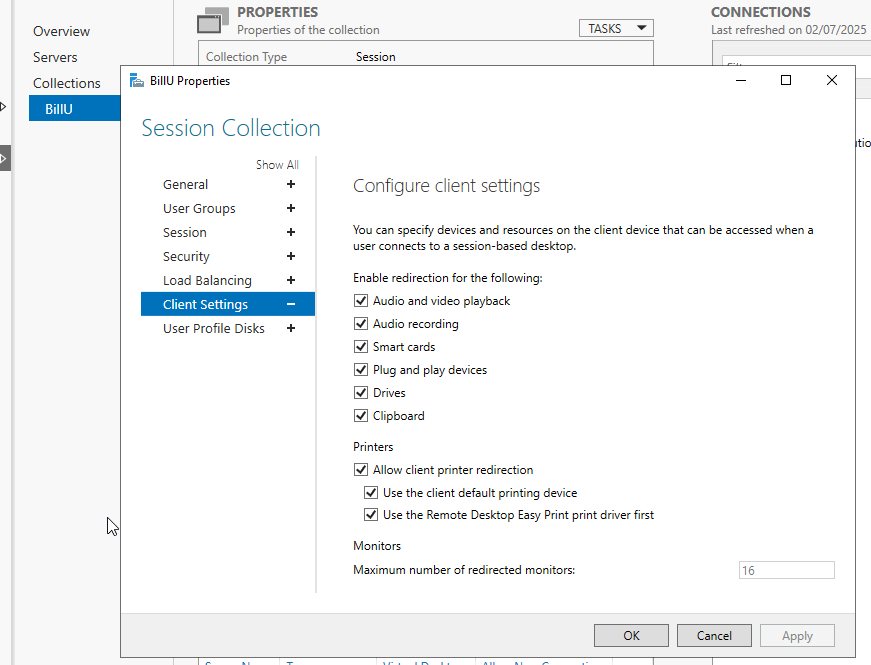 PROPERTIES
Properties of the collection
TASKS
CONNECTIONS
Last refreshed on 02/07/2025
Overview
Servers
Collections
BillU
Collection Type Session
BillU Properties
Session Collection
Show All
General
User Groups
Session
Security
Load Balancing
Client Settings
User Profile Disks
Configure client settings
You can specify devices and resources on the client device that can be accessed when a
user connects to a session-based desktop.
Enable redirection for the following:
Audio and video playback
Audio recording
Smart cards
Plug and play devices
Drives
Clipboard
Printers
Allow client printer redirection
Use the client default printing device
Use the Remote Desktop Easy Print print driver first
Monitors
Maximum number of redirected monitors: 16
OK Cancel Apply